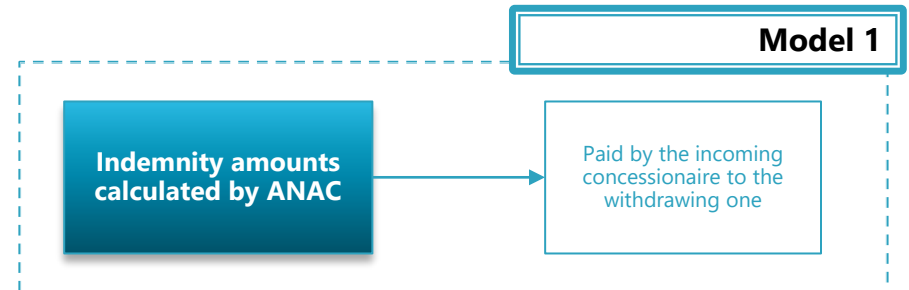 Model 1
Indemnity amounts
calculated by ANAC
Paid by the incoming
concessionaire to the
withdrawing one